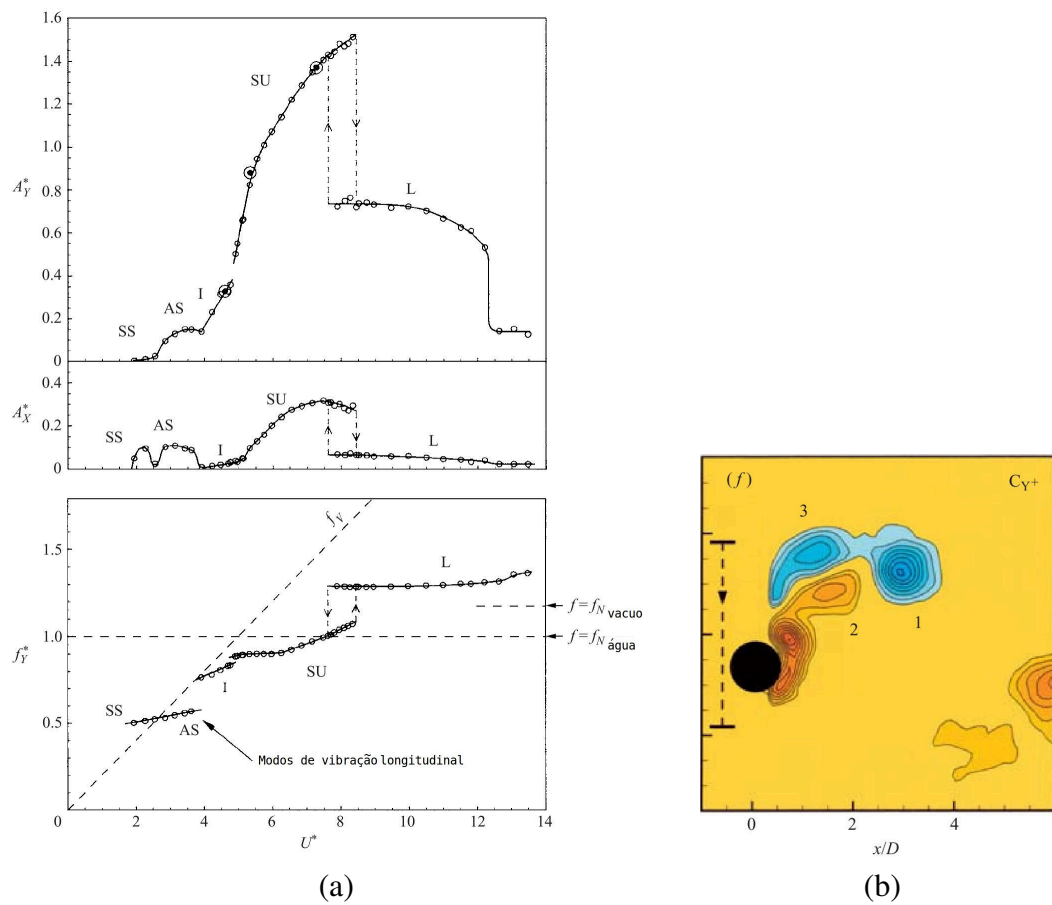 1.6
1.4
SU
1.2
1.0
A*Y
0.8
L
0.6
0.4
I
AS
0.2
SS
0
0.4
SU
A*X
0.2
SS
AS
I
L
0
fV
1.5
L
f = fN vacuo
1.0
f = fN água
f*Y
SU
I
SS
0.5
AS
Modos de vibração longitudinal
0 2 4 6 8 10 12 14
U*
(a)
(f) CY+
3
2 1
0 2 4
x/D
(b)